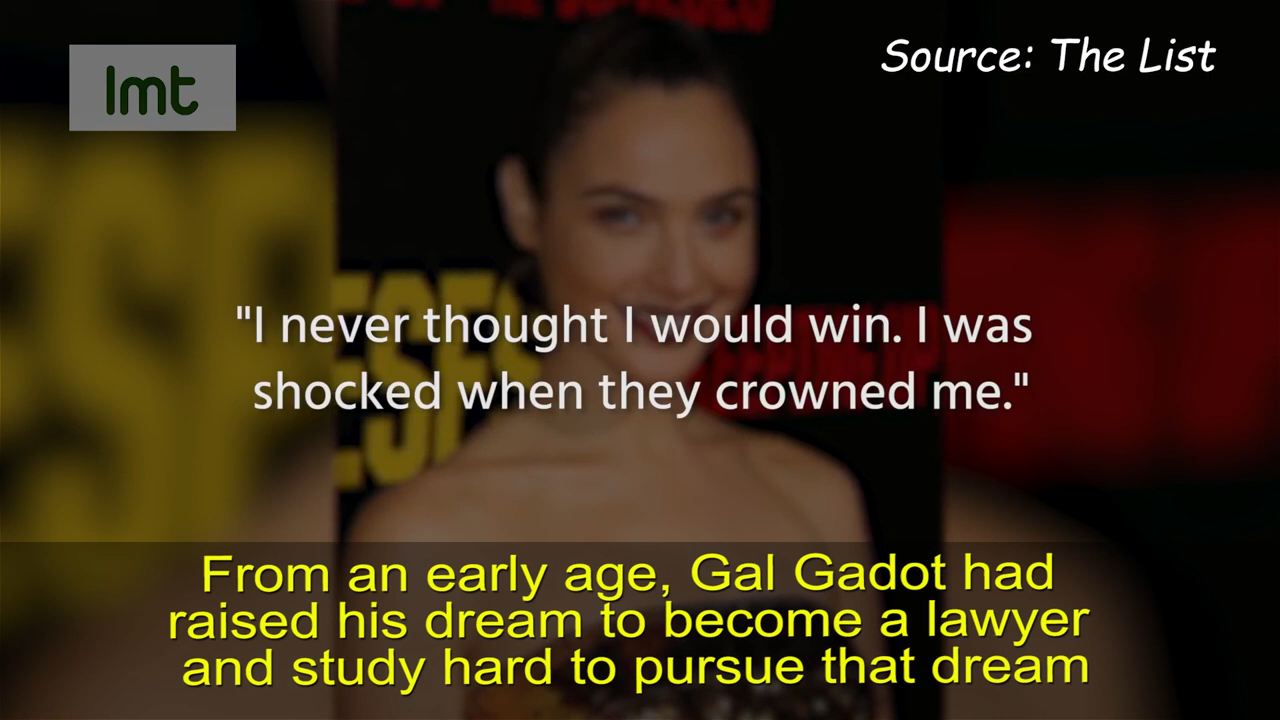 lmt
Source: The List
"I never thought I would win. I was
shocked when they crowned me."
From an early age, Gal Gadot had
raised his dream to become a lawyer
and study hard to pursue that dream